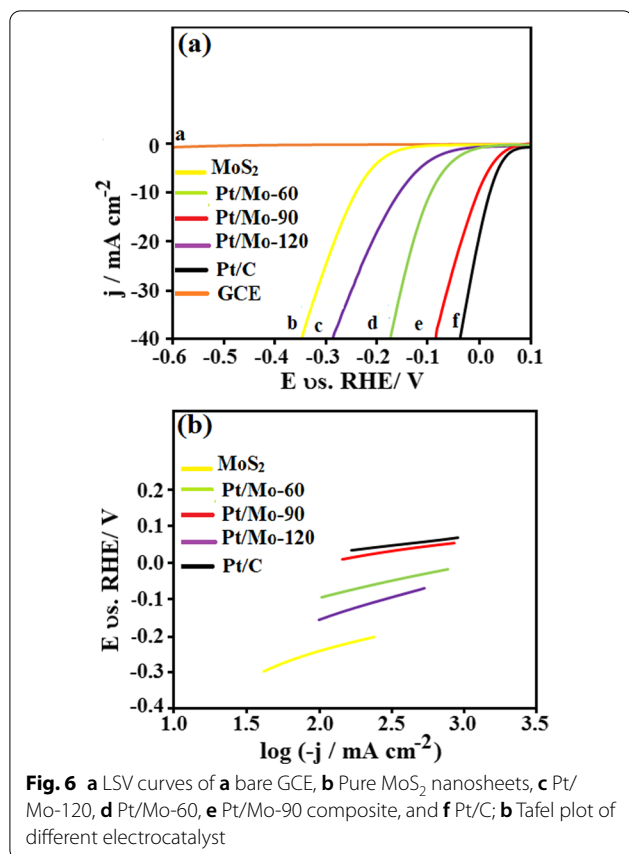 (a)
a
0
-10
-20
-30
-40
j / mA cm-2
MoS2
Pt/Mo-60
Pt/Mo-90
Pt/Mo-120
Pt/C
GCE
b c d e f
-0.6 -0.5 -0.4 -0.3 -0.2 -0.1 0.0 0.1
E vs. RHE/ V
(b)
MoS2
Pt/Mo-60
Pt/Mo-90
Pt/Mo-120
Pt/C
0.2
0.1
0.0
-0.1
-0.2
-0.3
-0.4
E vs. RHE/ V
1.0 1.5 2.0 2.5 3.0 3.5
log (-j / mA cm-2)
Fig. 6 a LSV curves of a bare GCE, b Pure MoS2 nanosheets, c Pt/
Mo-120, d Pt/Mo-60, e Pt/Mo-90 composite, and f Pt/C; b Tafel plot of
different electrocatalyst